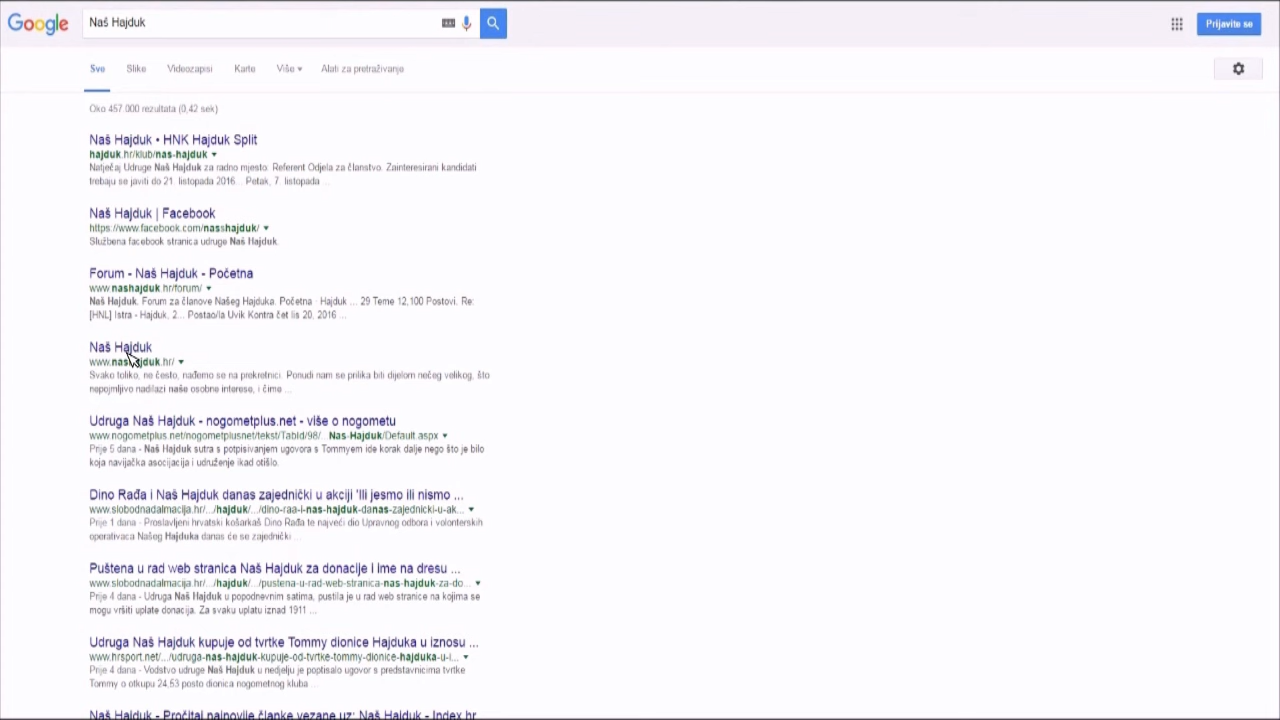 Google
Naš Hajduk
Prijavite se
Sve Slike Videozapisi Karte Više ▾ Alati za pretraživanje
Oko 457.000 rezultata (0,42 sek)
Naš Hajduk • HNK Hajduk Split
hajduk.hr/klub/nas-hajduk
Natječaj Udruge Naš Hajduk za radno mjesto. Referent Odjela za članstvo. Zainteresirani kandidati
trebaju se javiti do 21. listopada 2016... Petak, 7. listopada ...
Naš Hajduk | Facebook
https://www.facebook.com/nasshajduk/
Službena facebook stranica udruge Naš Hajduk.
Forum - Naš Hajduk - Početna
www.nashajduk.hr/forum/
Naš Hajduk. Forum za članove Našeg Hajduka. Početna · Hajduk ... 29 Teme 12,100 Postovi. Re:
[HNL] Istra - Hajduk, 2... Postao/la Uvik Kontra čet lis 20, 2016 ...
Naš Hajduk
www.nashajduk.hr/
Svako toliko, ne često, nađemo se na prekretnici. Ponudi nam se prilika biti dijelom nečeg velikog, što
nepojmljivo nadilazi naše osobne interese, i čime ...
Udruga Naš Hajduk - nogometplus.net - više o nogometu
www.nogometplus.net/nogometplusnet/tekst/TabId/98/...Nas-Hajduk/Default.aspx
Prije 5 dana - Naš Hajduk sutra s potpisivanjem ugovora s Tommyem ide korak dalje nego što je bilo
koja navijačka asocijacija i udruženje ikad otišlo.
Dino Rađa i Naš Hajduk danas zajednički u akciji 'Ili jesmo ili nismo ...
www.slobodnadalmacija.hr/.../hajduk/.../dino-raa-i-nas-hajduk-danas-zajednicki-u-ak...
Prije 1 dana - Proslavljeni hrvatski košarkaš Dino Rađa te najveći dio Upravnog odbora i volonterskih
operativaca Našeg Hajduka danas će se zajednički ...
Puštena u rad web stranica Naš Hajduk za donacije i ime na dresu ...
www.slobodnadalmacija.hr/.../hajduk/.../pustena-u-rad-web-stranica-nas-hajduk-za-do...
Prije 4 dana - Udruga Naš Hajduk u popodnevnim satima, pustila je u rad web stranice na kojima se
mogu vršiti uplate donacija. Za svaku uplatu iznad 1911 ...
Udruga Naš Hajduk kupuje od tvrtke Tommy dionice Hajduka u iznosu ...
www.hrsport.net/.../udruga-nas-hajduk-kupuje-od-tvrtke-tommy-dionice-hajduka-u-i...
Prije 4 dana - Vodstvo udruge Naš Hajduk u nedjelju je popotpisalo ugovor s predstavnicima tvrtke
Tommy o otkupu 24,53 posto dionica nogometnog kluba ...
Naš Hajduk - Pročitaj najnovije članke vezane uz: Naš Hajduk - Index.hr